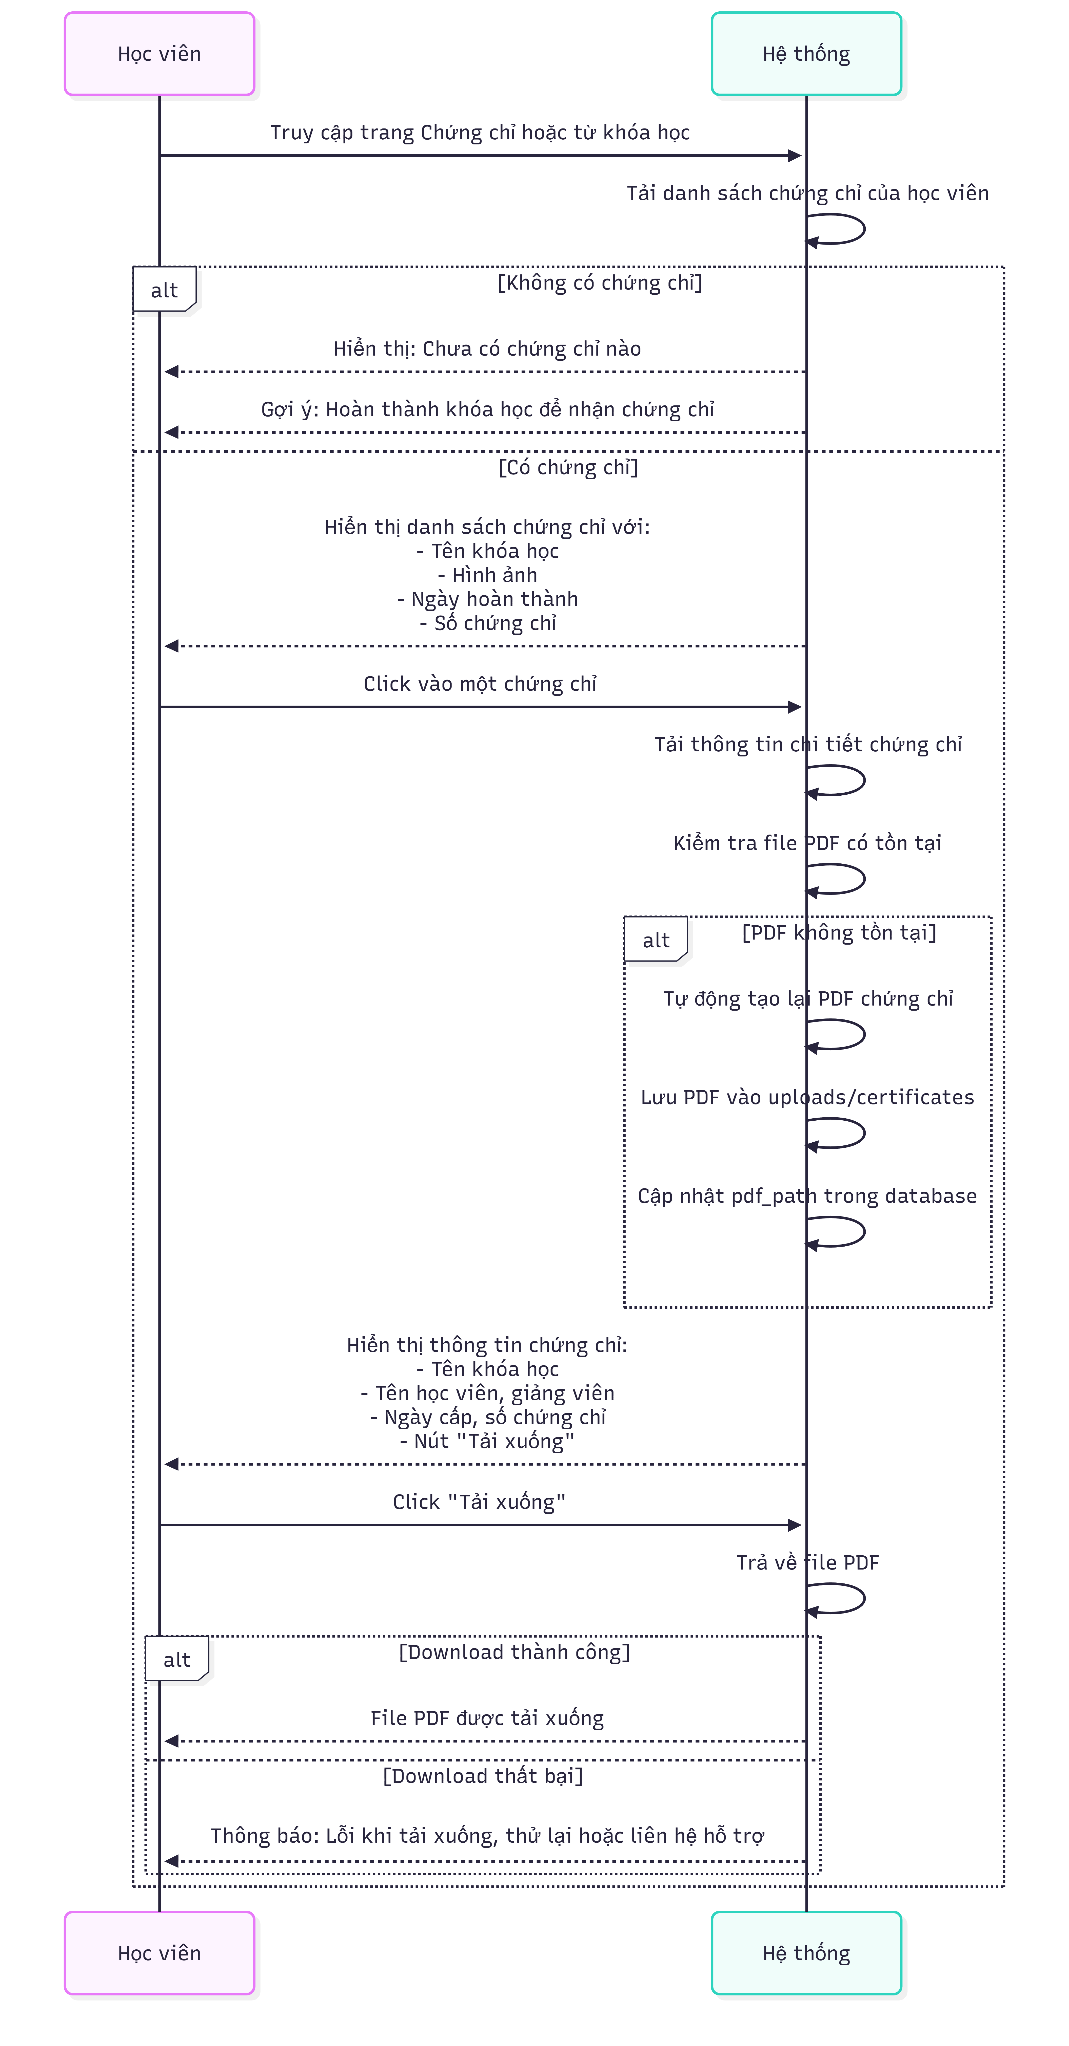 Học viên
Hệ thống
Truy cập trang Chứng chỉ hoặc từ khóa học
Tải danh sách chứng chỉ của học viên
alt
[Không có chứng chỉ]
Hiển thị: Chưa có chứng chỉ nào
Gợi ý: Hoàn thành khóa học để nhận chứng chỉ
[Có chứng chỉ]
Hiển thị danh sách chứng chỉ với:
- Tên khóa học
- Hình ảnh
- Ngày hoàn thành
- Số chứng chỉ
Click vào một chứng chỉ
Tải thông tin chi tiết chứng chỉ
Kiểm tra file PDF có tồn tại
alt
[PDF không tồn tại]
Tự động tạo lại PDF chứng chỉ
Lưu PDF vào uploads/certificates
Cập nhật pdf_path trong database
Hiển thị thông tin chứng chỉ:
- Tên khóa học
- Tên học viên, giảng viên
- Ngày cấp, số chứng chỉ
- Nút "Tải xuống"
Click "Tải xuống"
Trả về file PDF
alt
[Download thành công]
File PDF được tải xuống
[Download thất bại]
Thông báo: Lỗi khi tải xuống, thử lại hoặc liên hệ hỗ trợ
Học viên
Hệ thống